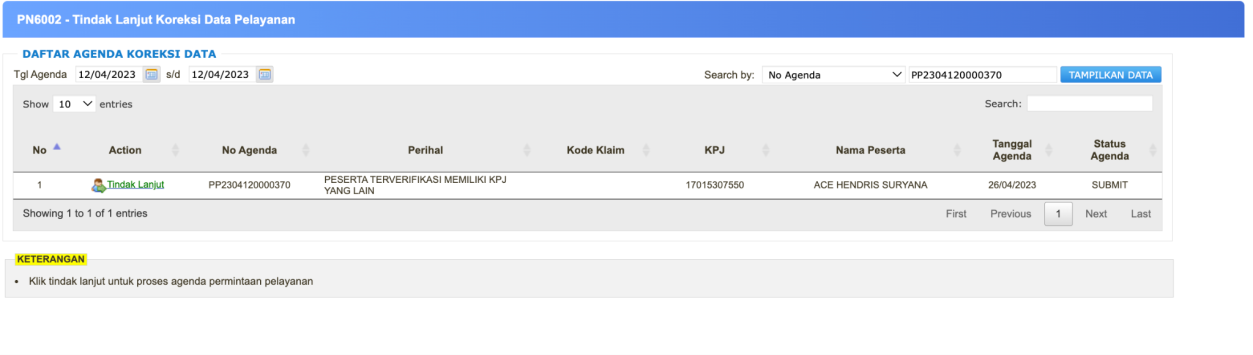 PN6002 - Tindak Lanjut Koreksi Data Pelayanan
DAFTAR AGENDA KOREKSI DATA
Tgl Agenda 12/04/2023 s/d 12/04/2023 Search by: No Agenda PP2304120000370 TAMPILKAN DATA
Show 10 entries Search:
No Action No Agenda Perihal Kode Klaim KPJ Nama Peserta Tanggal Agenda Status Agenda
1 Tindak Lanjut PP2304120000370 PESERTA TERVERIFIKASI MEMILIKI KPJ YANG LAIN 17015307550 ACE HENDRIS SURYANA 26/04/2023 SUBMIT
Showing 1 to 1 of 1 entries First Previous 1 Next Last
KETERANGAN
• Klik tindak lanjut untuk proses agenda permintaan pelayanan